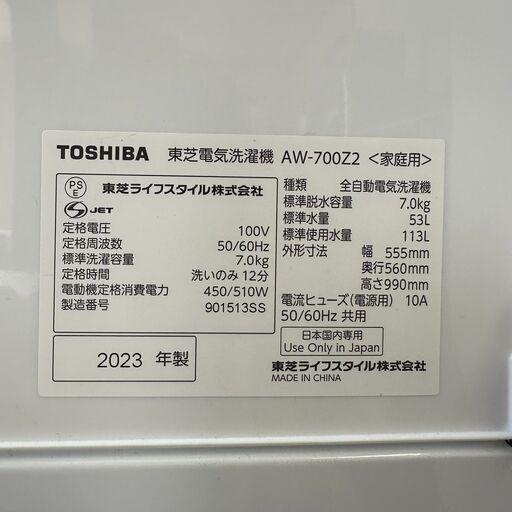 TOSHIBA 東芝電気洗濯機 AW-700Z2 <家庭用>
PS E
東芝ライフスタイル株式会社
S JET
定格電圧 100V
定格周波数 50/60Hz
標準洗濯容量 7.0kg
定格時間 洗いのみ 12分
電動機定格消費電力 450/510W
製造番号 901513SS
2023 年製
種類 全自動電気洗濯機
標準脱水容量 7.0kg
標準水量 53L
標準使用水量 113L
外形寸法 幅 555mm
奥行560mm
高さ990mm
電流ヒューズ(電源用) 10A
50/60Hz 共用
日本国内専用
Use Only in Japan
東芝ライフスタイル株式会社
MADE IN CHINA